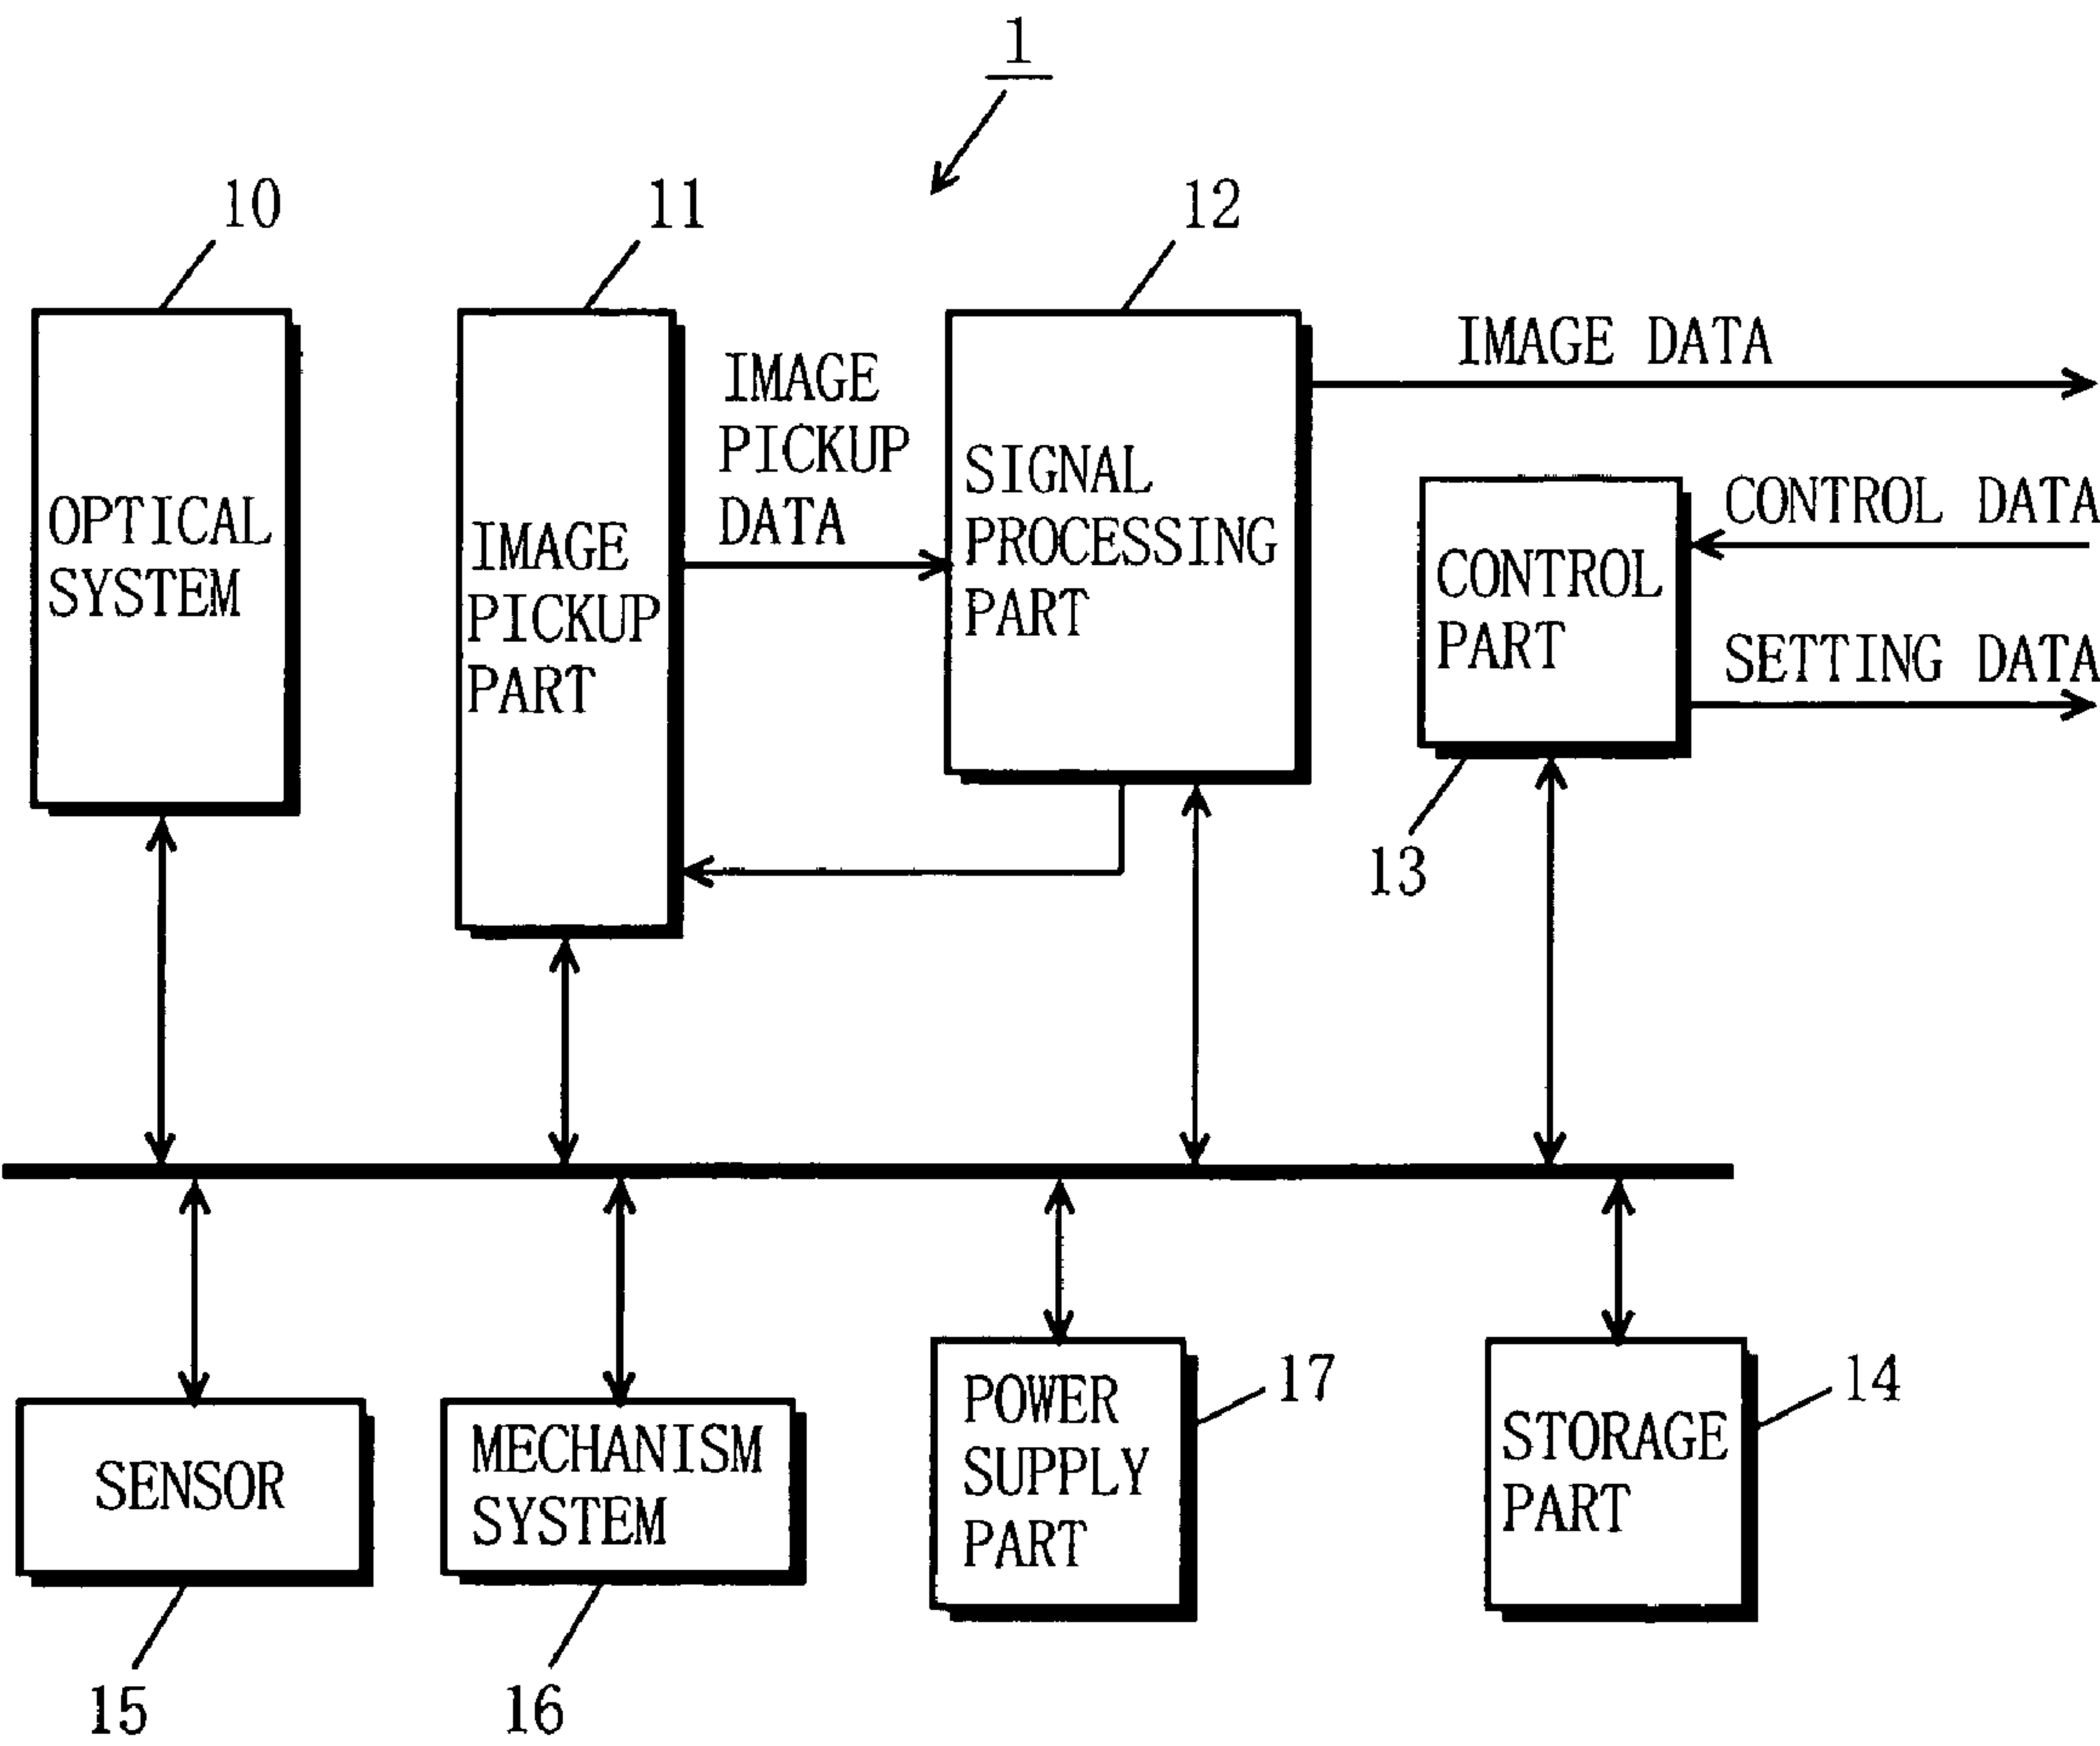 1
10
11
12
OPTICAL
SYSTEM
IMAGE
PICKUP
PART
IMAGE
PICKUP
DATA
SIGNAL
PROCESSING
PART
IMAGE DATA
CONTROL
PART
CONTROL DATA
SETTING DATA
13
SENSOR
15
MECHANISM
SYSTEM
16
POWER
SUPPLY
PART
17
STORAGE
PART
14